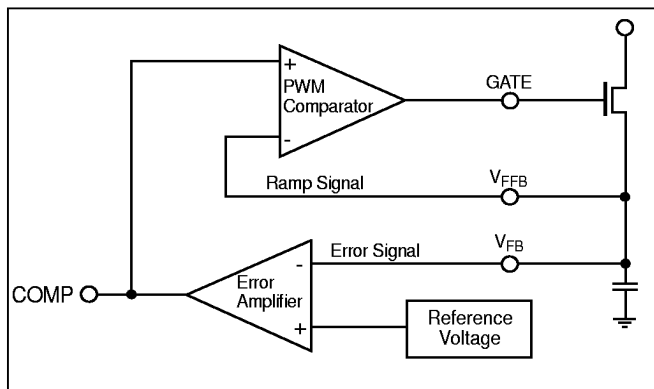 +
PWM
Comparator
-
GATE
Ramp Signal
VFFB
Error Signal
VFB
-
COMP
Error
Amplifier
+
Reference
Voltage